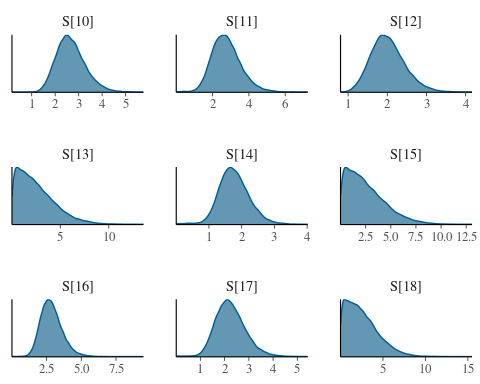 S[10] S[11] S[12]
1 2 3 4 5 2 4 6 1 2 3 4
S[13] S[14] S[15]
5 10 1 2 3 4 2.5 5.0 7.5 10.0 12.5
S[16] S[17] S[18]
2.5 5.0 7.5 1 2 3 4 5 5 10 15